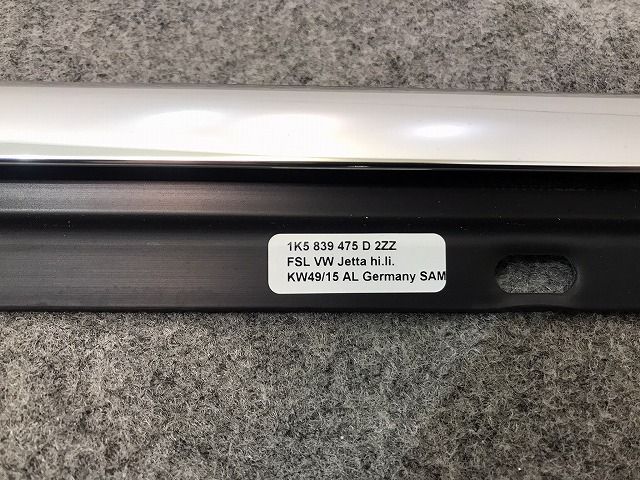 1K5 839 475 D 2ZZ
FSL VW Jetta hi.li.
KW49/15 AL Germany SAM